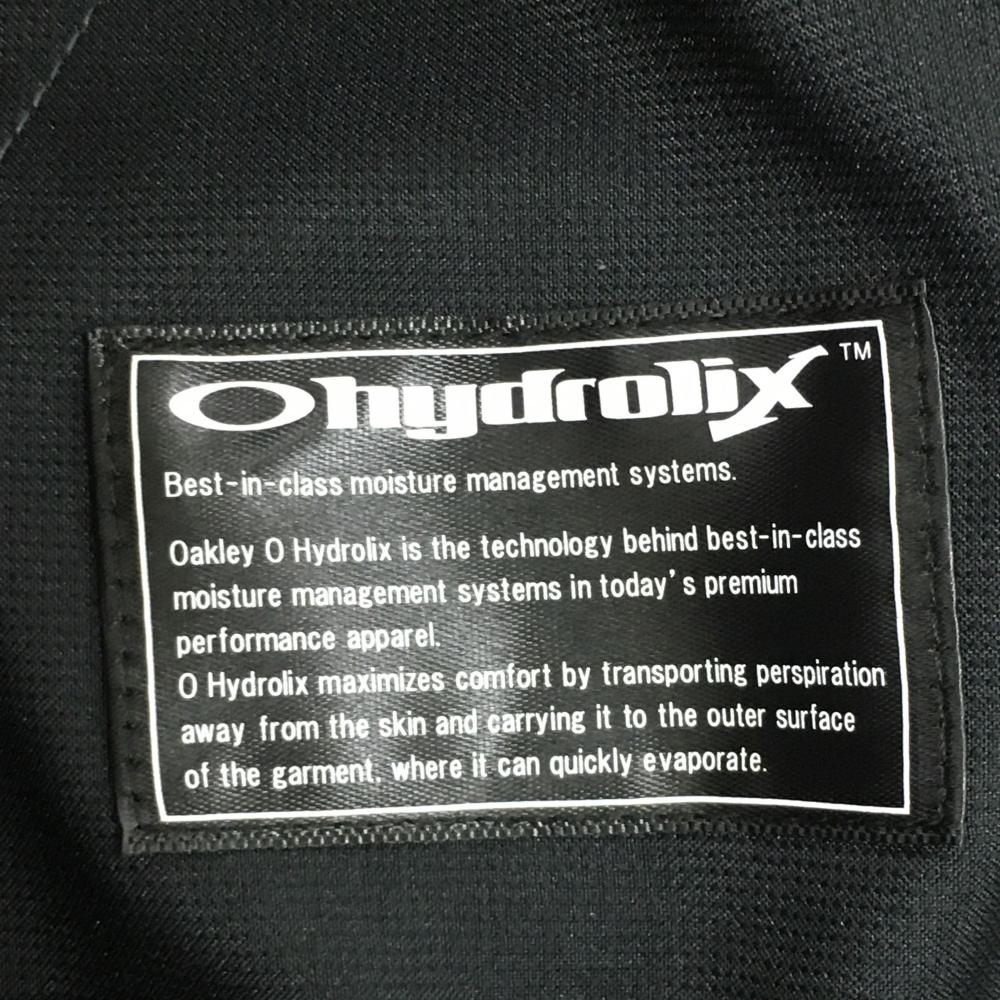 O hydrolix TM
Best-in-class moisture management systems.
Oakley O Hydrolix is the technology behind best-in-class
moisture management systems in today's premium
performance apparel.
O Hydrolix maximizes comfort by transporting perspiration
away from the skin and carrying it to the outer surface
of the garment, where it can quickly evaporate.